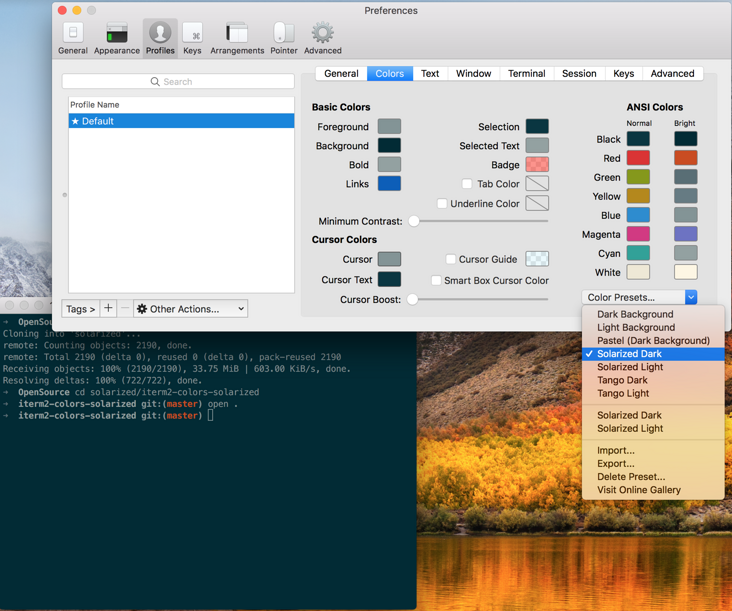 Preferences
General Appearance Profiles Keys Arrangements Pointer Advanced
Search
Profile Name
★ Default
Tags > + − Other Actions...
General Colors Text Window Terminal Session Keys Advanced
Basic Colors
Foreground
Background
Bold
Links
Selection
Selected Text
Badge
Tab Color
Underline Color
Minimum Contrast:
Cursor Colors
Cursor
Cursor Text
Cursor Guide
Smart Box Cursor Color
Cursor Boost:
ANSI Colors
Normal Bright
Black
Red
Green
Yellow
Blue
Magenta
Cyan
White
Color Presets...
Dark Background
Light Background
Pastel (Dark Background)
✓ Solarized Dark
Solarized Light
Tango Dark
Tango Light
Solarized Dark
Solarized Light
Import...
Export...
Delete Preset...
Visit Online Gallery
Cloning into 'solarized'...
remote: Counting objects: 2190, done.
remote: Total 2190 (delta 0), reused 0 (delta 0), pack-reused 2190
Receiving objects: 100% (2190/2190), 33.75 MiB | 603.00 KiB/s, done.
Resolving deltas: 100% (722/722), done.
→ OpenSource cd solarized/iterm2-colors-solarized
→ iterm2-colors-solarized git:(master) open .
→ iterm2-colors-solarized git:(master)